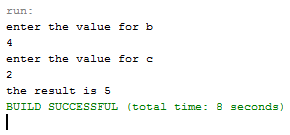 run:
enter the value for b
4
enter the value for c
2
the result is 5
BUILD SUCCESSFUL (total time: 8 seconds)